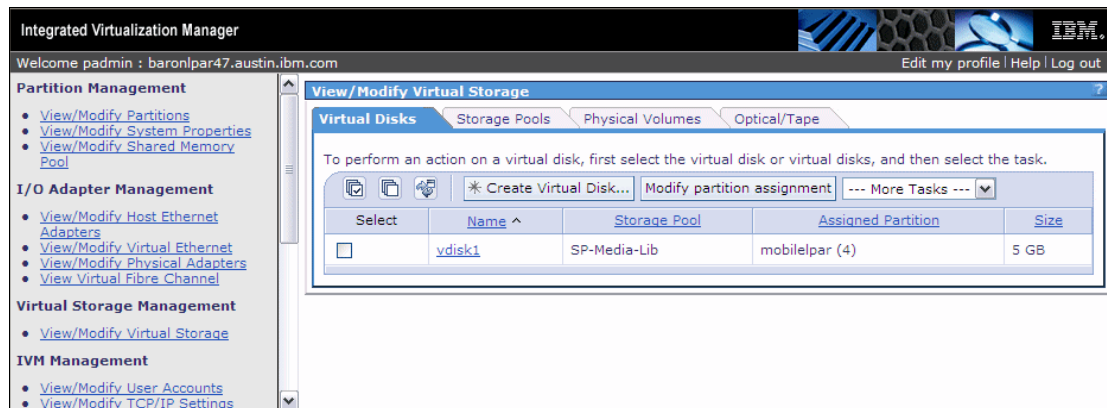 Integrated Virtualization Manager
IBM.
Welcome padmin : baronlpar47.austin.ibm.com
Edit my profile | Help | Log out
Partition Management
View/Modify Partitions
View/Modify System Properties
View/Modify Shared Memory
Pool
I/O Adapter Management
View/Modify Host Ethernet
Adapters
View/Modify Virtual Ethernet
View/Modify Physical Adapters
View Virtual Fibre Channel
Virtual Storage Management
View/Modify Virtual Storage
IVM Management
View/Modify User Accounts
View/Modify TCP/IP Settings
View/Modify Virtual Storage ?
Virtual Disks Storage Pools Physical Volumes Optical/Tape
To perform an action on a virtual disk, first select the virtual disk or virtual disks, and then select the task.
Create Virtual Disk... Modify partition assignment --- More Tasks ---
Select Name ^ Storage Pool Assigned Partition Size
vdisk1 SP-Media-Lib mobilelpar (4) 5 GB